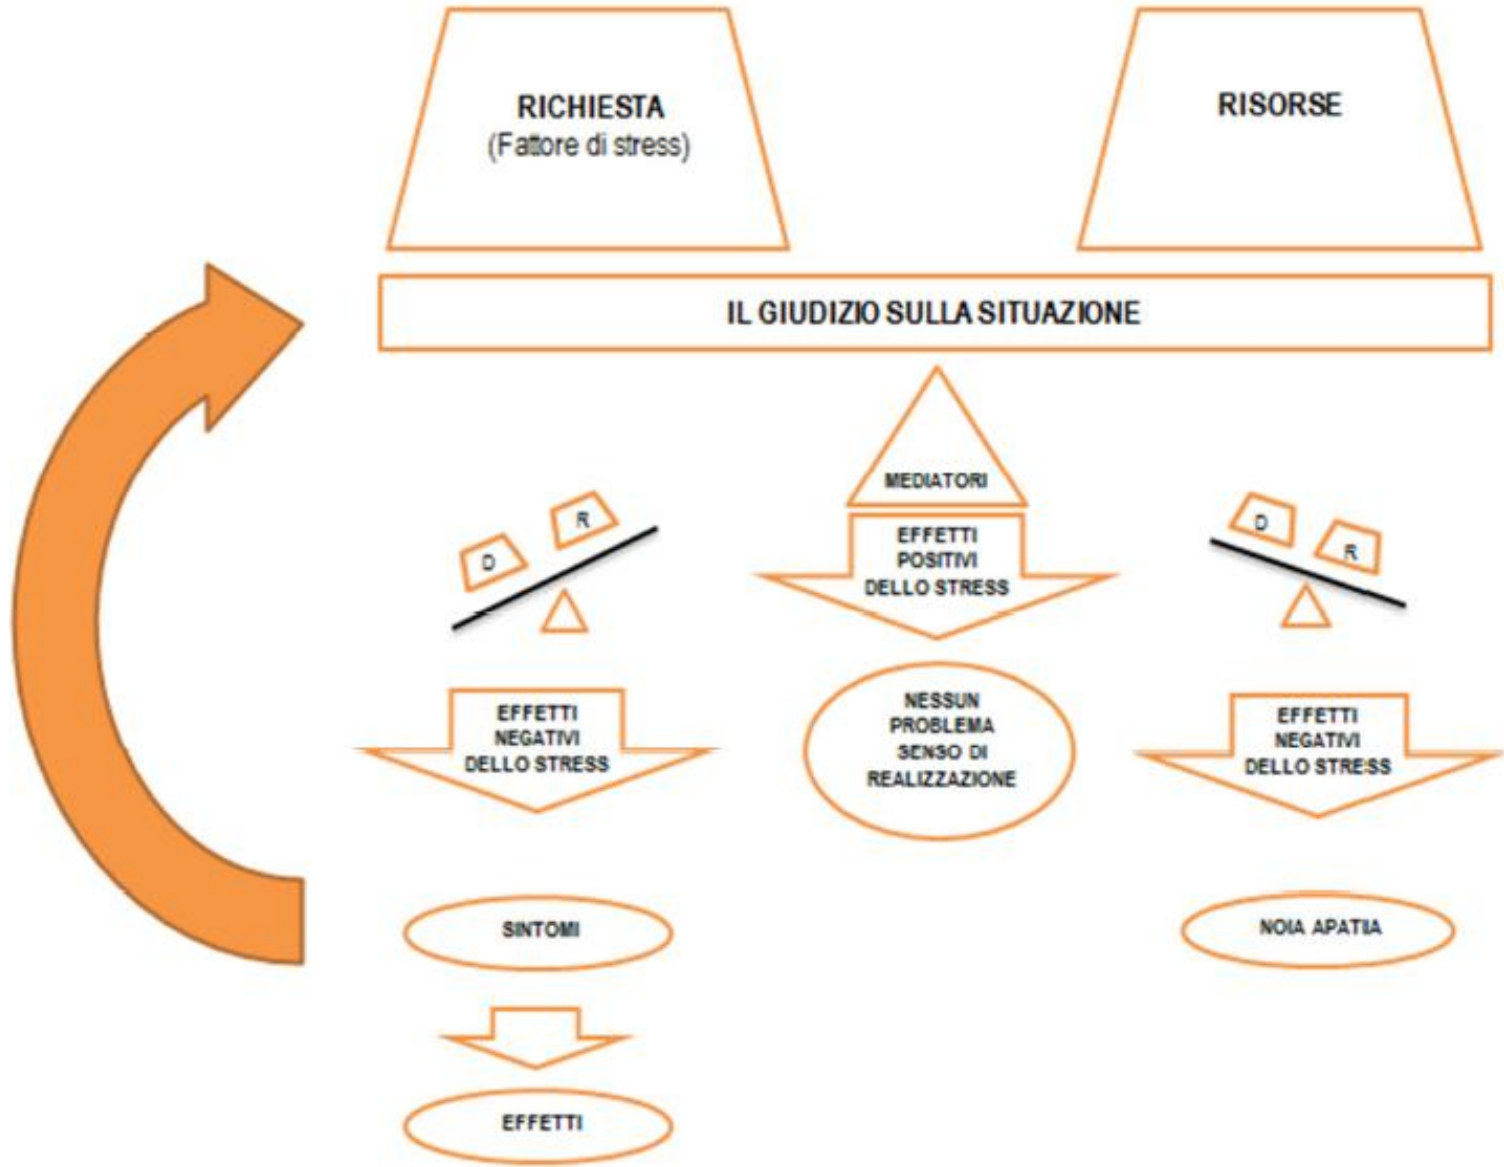 RICHIESTA
(Fattore di stress)
RISORSE
IL GIUDIZIO SULLA SITUAZIONE
MEDIATORI
D
R
EFFETTI
POSITIVI
DELLO STRESS
D
R
EFFETTI
NEGATIVI
DELLO STRESS
NESSUN
PROBLEMA
SENSO DI
REALIZZAZIONE
EFFETTI
NEGATIVI
DELLO STRESS
SINTOMI
NOIA APATIA
EFFETTI